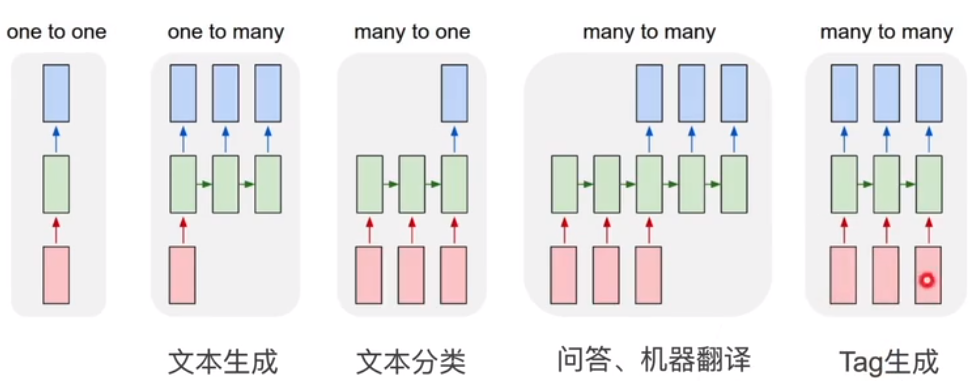 one to one
one to many
many to one
many to many
many to many
文本生成
文本分类
问答、机器翻译
Tag生成